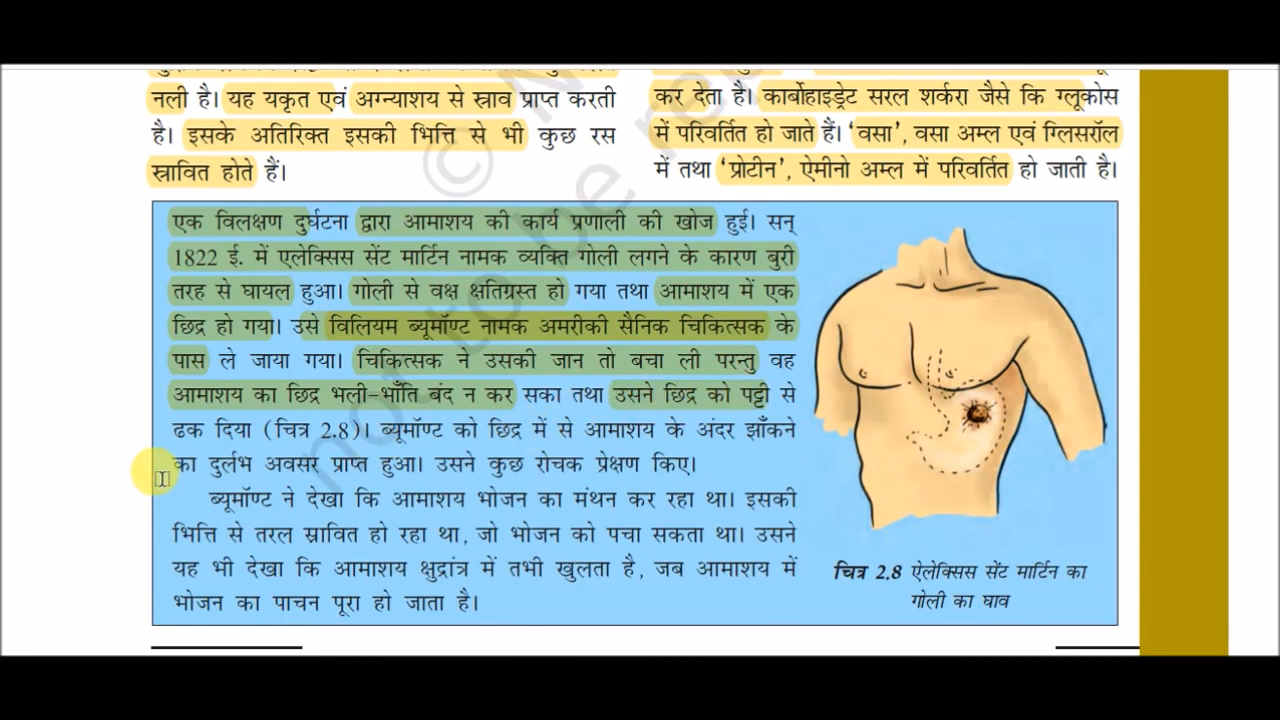 नली है। यह यकृत एवं अग्न्याशय से स्राव प्राप्त करती
है। इसके अतिरिक्त इसकी भित्ति से भी कुछ रस
स्रावित होते हैं।
कर देता है। कार्बोहाइड्रेट सरल शर्करा जैसे कि ग्लूकोस
में परिवर्तित हो जाते हैं। ‘वसा’, वसा अम्ल एवं ग्लिसरॉल
में तथा ‘प्रोटीन’, ऐमीनो अम्ल में परिवर्तित हो जाती है।
एक विलक्षण दुर्घटना द्वारा आमाशय की कार्य प्रणाली की खोज हुई। सन्
1822 ई. में एलेक्सिस सेंट मार्टिन नामक व्यक्ति गोली लगने के कारण बुरी
तरह से घायल हुआ। गोली से वक्ष क्षतिग्रस्त हो गया तथा आमाशय में एक
छिद्र हो गया। उसे विलियम ब्यूमॉण्ट नामक अमरीकी सैनिक चिकित्सक के
पास ले जाया गया। चिकित्सक ने उसकी जान तो बचा ली परन्तु वह
आमाशय का छिद्र भली-भाँति बंद न कर सका तथा उसने छिद्र को पट्टी से
ढक दिया (चित्र 2.8)। ब्यूमॉण्ट को छिद्र में से आमाशय के अंदर झाँकने
का दुर्लभ अवसर प्राप्त हुआ। उसने कुछ रोचक प्रेक्षण किए।
ब्यूमॉण्ट ने देखा कि आमाशय भोजन का मंथन कर रहा था। इसकी
भित्ति से तरल स्रावित हो रहा था, जो भोजन को पचा सकता था। उसने
यह भी देखा कि आमाशय क्षुद्रांत्र में तभी खुलता है, जब आमाशय में
भोजन का पाचन पूरा हो जाता है।
चित्र 2.8 ऐलेक्सिस सेंट मार्टिन का
गोली का घाव
not to be rep